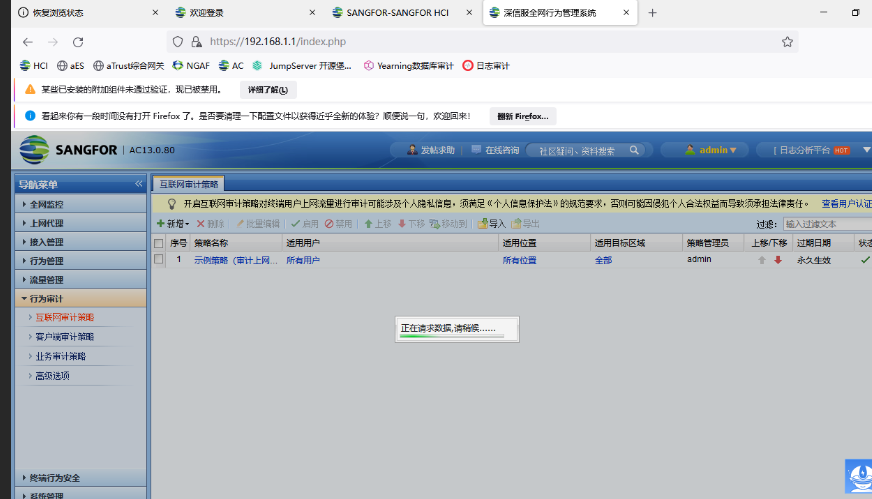 恢复浏览状态
欢迎登录
SANGFOR-SANGFOR HCI
深信服全网行为管理系统
https://192.168.1.1/index.php
HCI
aES
aTrust综合网关
NGAF
AC
JumpServer 开源堡...
Yearning数据库审计
日志审计
某些已安装的附加组件未通过验证，现已被禁用。
详细了解(L)
看起来你有一段时间没有打开 Firefox 了。是否要清理一下配置文件以获得近乎全新的体验？顺便说一句，欢迎回来！
翻新 Firefox...
SANGFOR | AC13.0.80
发帖求助
在线咨询
社区疑问、资料搜索
admin
[ 日志分析平台 HOT
导航菜单
互联网审计策略
全网监控
上网代理
接入管理
行为管理
流量管理
行为审计
互联网审计策略
客户端审计策略
业务审计策略
高级选项
终端行为安全
系统管理
开启互联网审计策略对终端用户上网流量进行审计可能涉及个人隐私信息，须满足《个人信息保护法》的规范要求，否则可能因侵犯个人合法权益而导致须承担法律责任。
查看用户认证
新增 删除 批量编辑 启用 禁用 上移 下移 移动到 导入 导出
过滤： 输入过滤文本
序号 策略名称 适用用户 适用位置 适用目标区域 策略管理员 上移/下移 过期日期 状态
1 示例策略（审计上网... 所有用户 所有位置 全部 admin 永久生效
正在请求数据,请稍候......